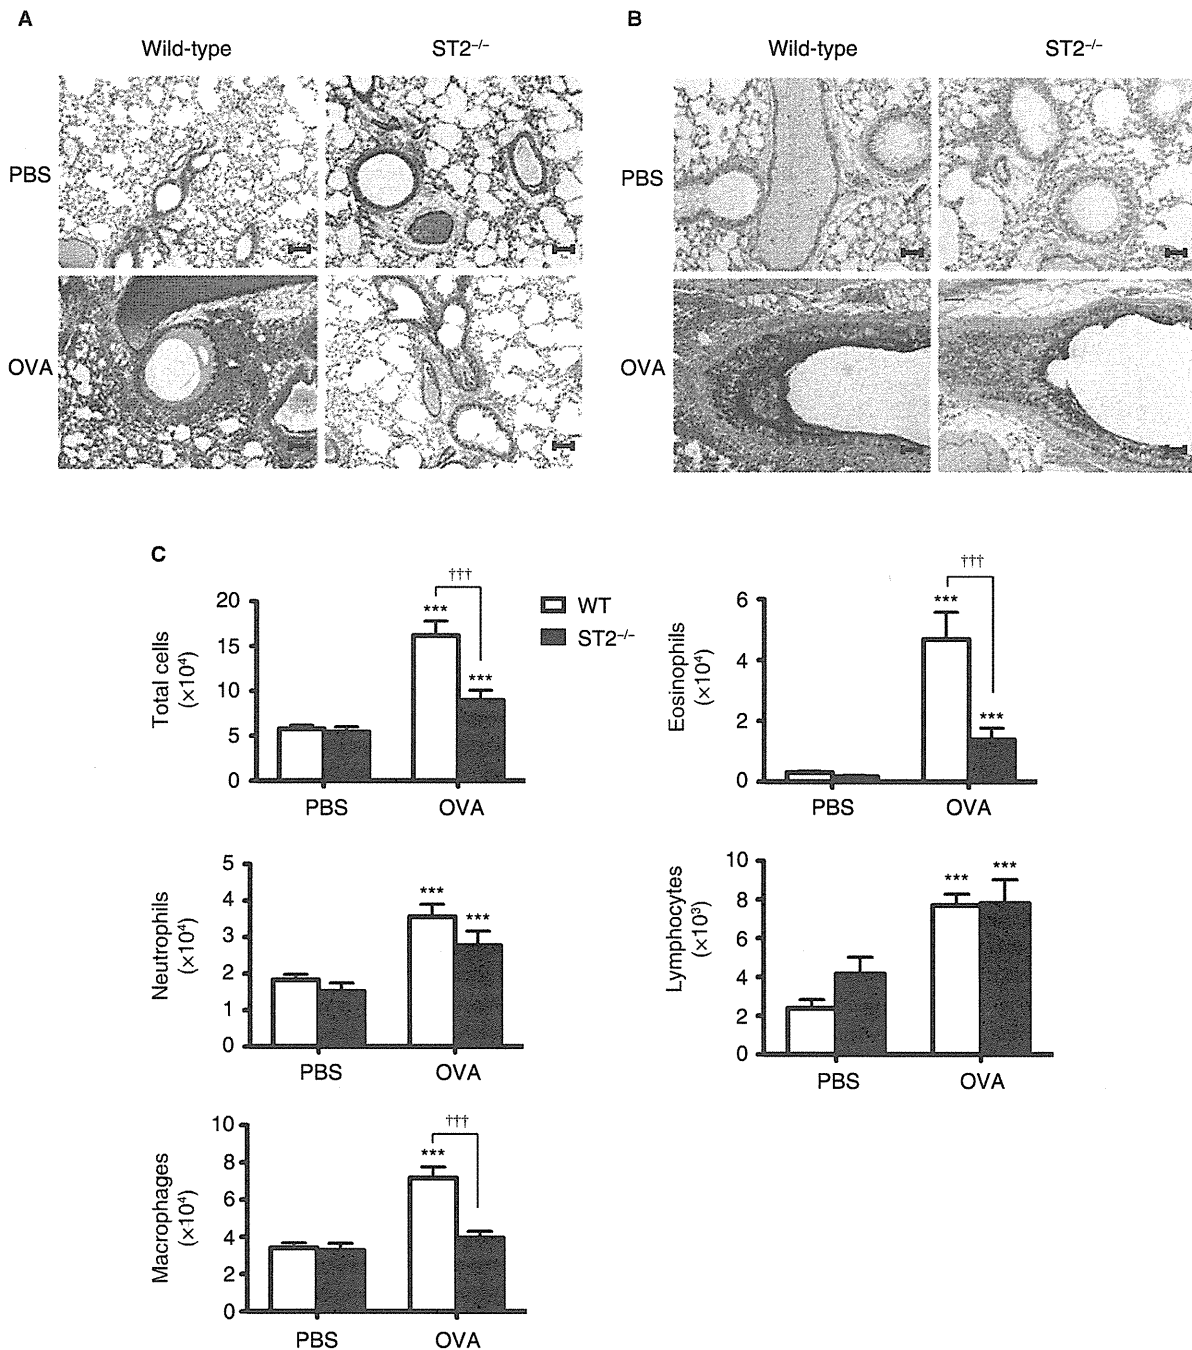 A
B
Wild-type
ST2⁻/⁻
Wild-type
ST2⁻/⁻
PBS
PBS
OVA
OVA
C
Total cells
(×10⁴)
20
15
10
5
0
***
***
†††
PBS
OVA
WT
ST2⁻/⁻
Eosinophils
(×10⁴)
6
4
2
0
***
***
†††
PBS
OVA
Neutrophils
(×10⁴)
5
4
3
2
1
0
***
***
PBS
OVA
Lymphocytes
(×10³)
10
8
6
4
2
0
***
***
PBS
OVA
Macrophages
(×10⁴)
10
8
6
4
2
0
***
†††
PBS
OVA